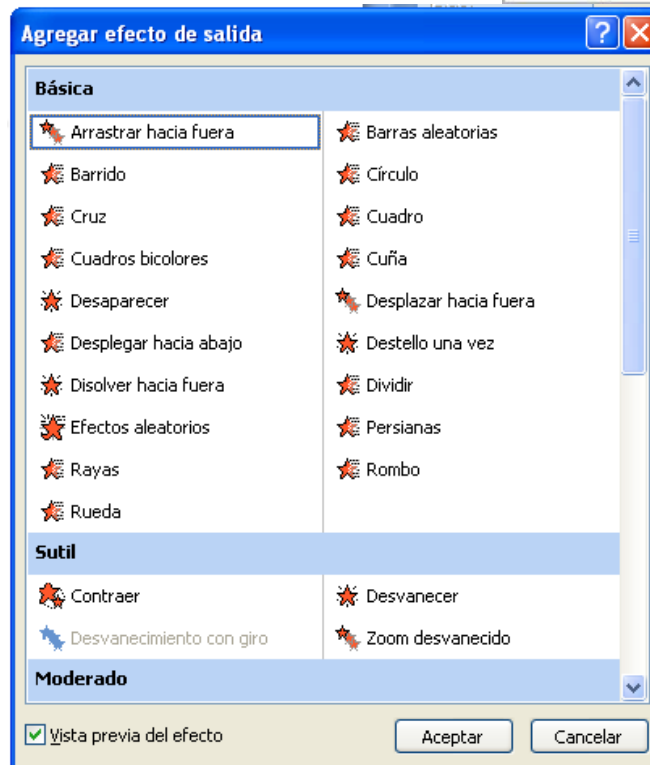 Agregar efecto de salida
Básica
Arrastrar hacia fuera Barras aleatorias
Barrido Círculo
Cruz Cuadro
Cuadros bicolores Cuña
Desaparecer Desplazar hacia fuera
Desplegar hacia abajo Destello una vez
Disolver hacia fuera Dividir
Efectos aleatorios Persianas
Rayas Rombo
Rueda
Sutil
Contraer Desvanecer
Desvanecimiento con giro Zoom desvanecido
Moderado
Vista previa del efecto Aceptar Cancelar